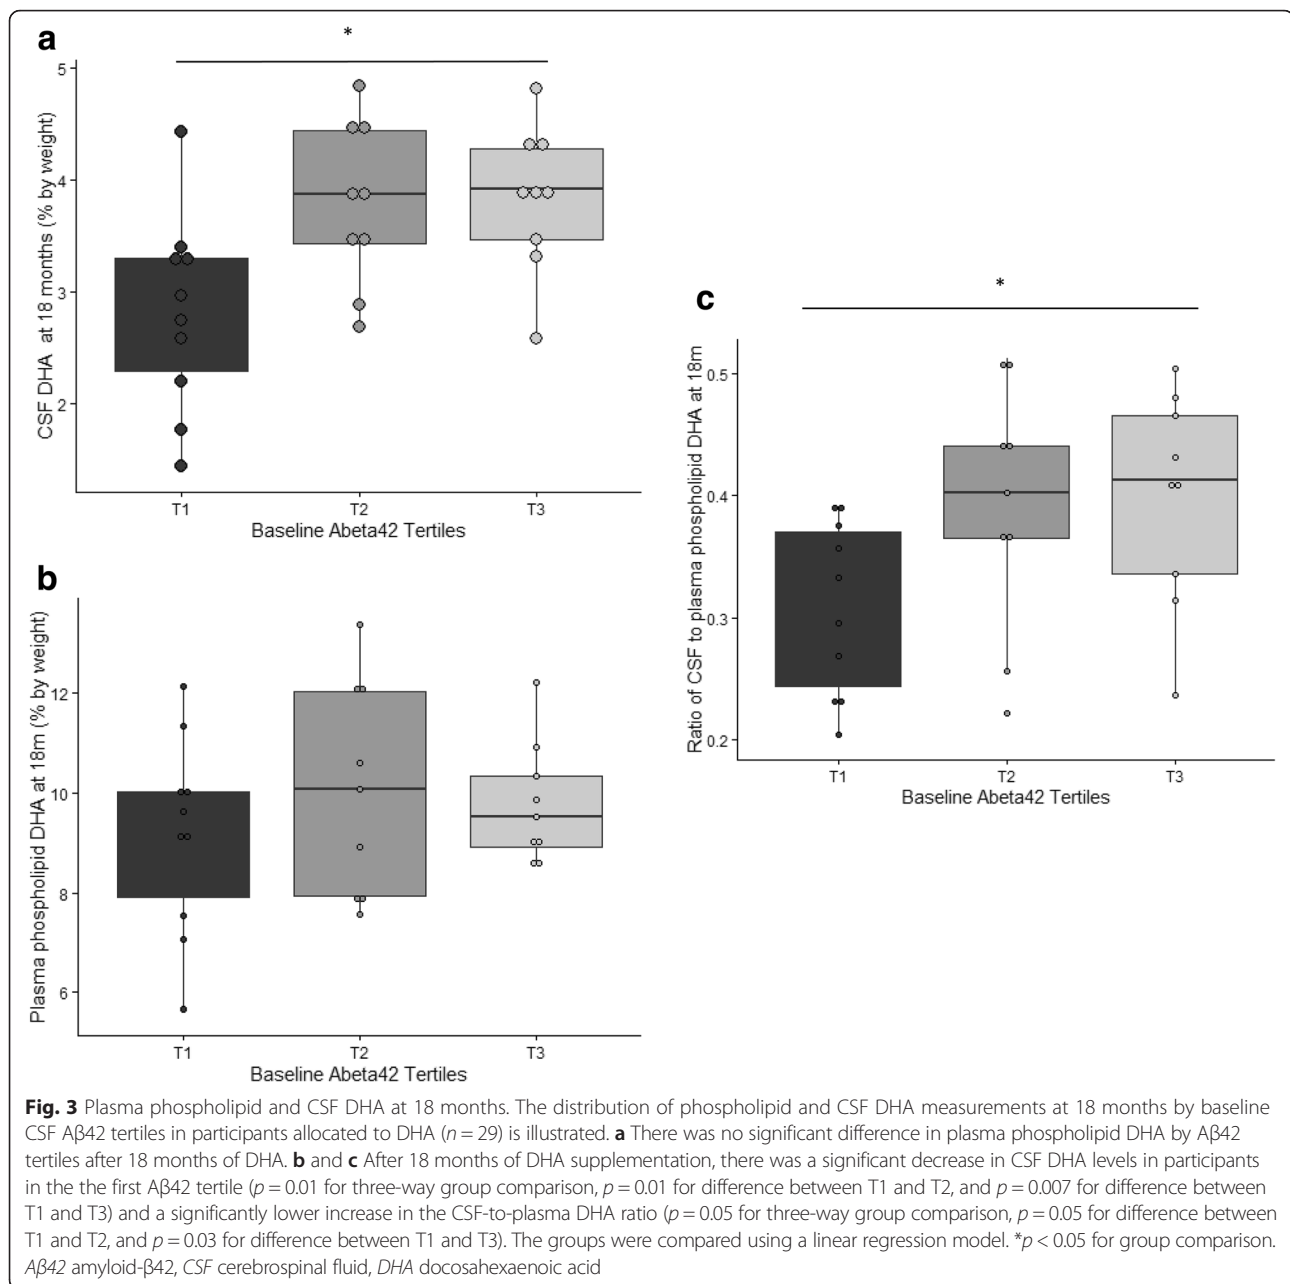 a
*
5
4
3
2
CSF DHA at 18 months (% by weight)
T1 T2 T3
Baseline Abeta42 Tertiles
b
12
10
8
6
Plasma phospholipid DHA at 18m (% by weight)
T1 T2 T3
Baseline Abeta42 Tertiles
c
*
0.5
0.4
0.3
0.2
Ratio of CSF to plasma phospholipid DHA at 18m
T1 T2 T3
Baseline Abeta42 Tertiles
Fig. 3 Plasma phospholipid and CSF DHA at 18 months. The distribution of phospholipid and CSF DHA measurements at 18 months by baseline
CSF Aβ42 tertiles in participants allocated to DHA (n = 29) is illustrated. a There was no significant difference in plasma phospholipid DHA by Aβ42
tertiles after 18 months of DHA. b and c After 18 months of DHA supplementation, there was a significant decrease in CSF DHA levels in participants
in the the first Aβ42 tertile (p = 0.01 for three-way group comparison, p = 0.01 for difference between T1 and T2, and p = 0.007 for difference between
T1 and T3) and a significantly lower increase in the CSF-to-plasma DHA ratio (p = 0.05 for three-way group comparison, p = 0.05 for difference between
T1 and T2, and p = 0.03 for difference between T1 and T3). The groups were compared using a linear regression model. *p < 0.05 for group comparison.
Aβ42 amyloid-β42, CSF cerebrospinal fluid, DHA docosahexaenoic acid